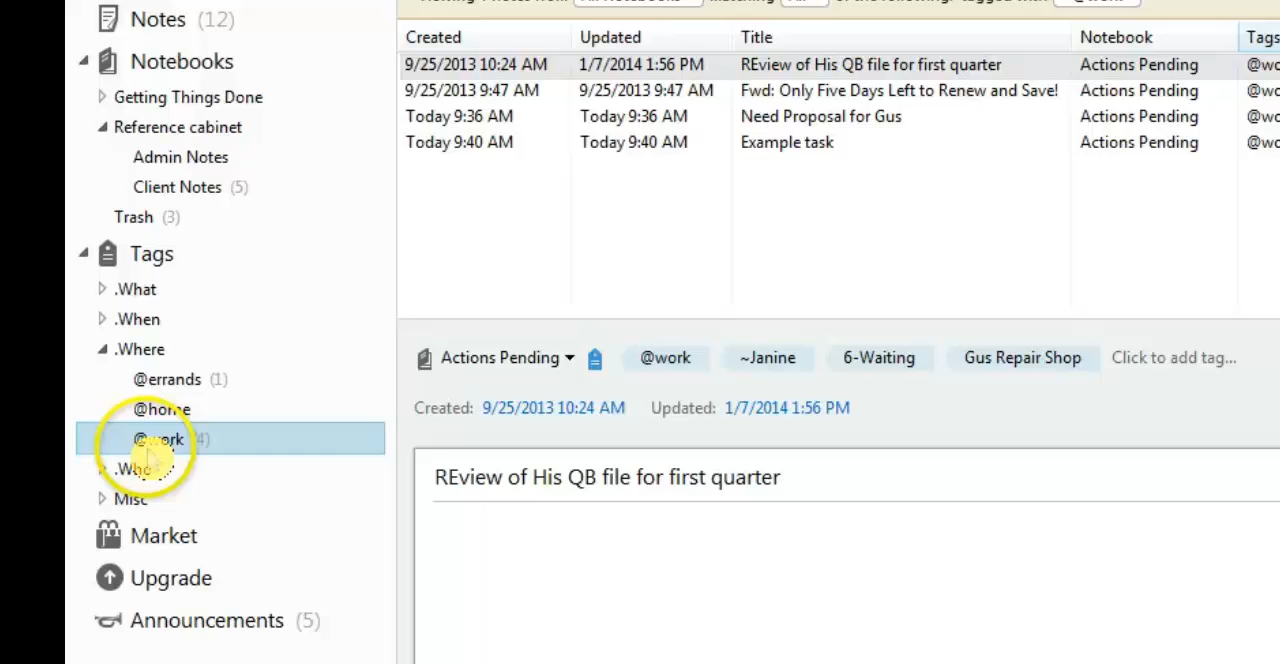 Notes (12)
Notebooks
Getting Things Done
Reference cabinet
Admin Notes
Client Notes (5)
Trash (3)
Tags
.What
.When
.Where
@errands (1)
@home
@work (4)
Misc
Market
Upgrade
Announcements (5)
Created Updated Title Notebook Tags
9/25/2013 10:24 AM 1/7/2014 1:56 PM REview of His QB file for first quarter Actions Pending
9/25/2013 9:47 AM 9/25/2013 9:47 AM Fwd: Only Five Days Left to Renew and Save! Actions Pending
Today 9:36 AM Today 9:36 AM Need Proposal for Gus Actions Pending
Today 9:40 AM Today 9:40 AM Example task Actions Pending
Actions Pending @work ~Janine 6-Waiting Gus Repair Shop Click to add tag...
Created: 9/25/2013 10:24 AM Updated: 1/7/2014 1:56 PM
REview of His QB file for first quarter